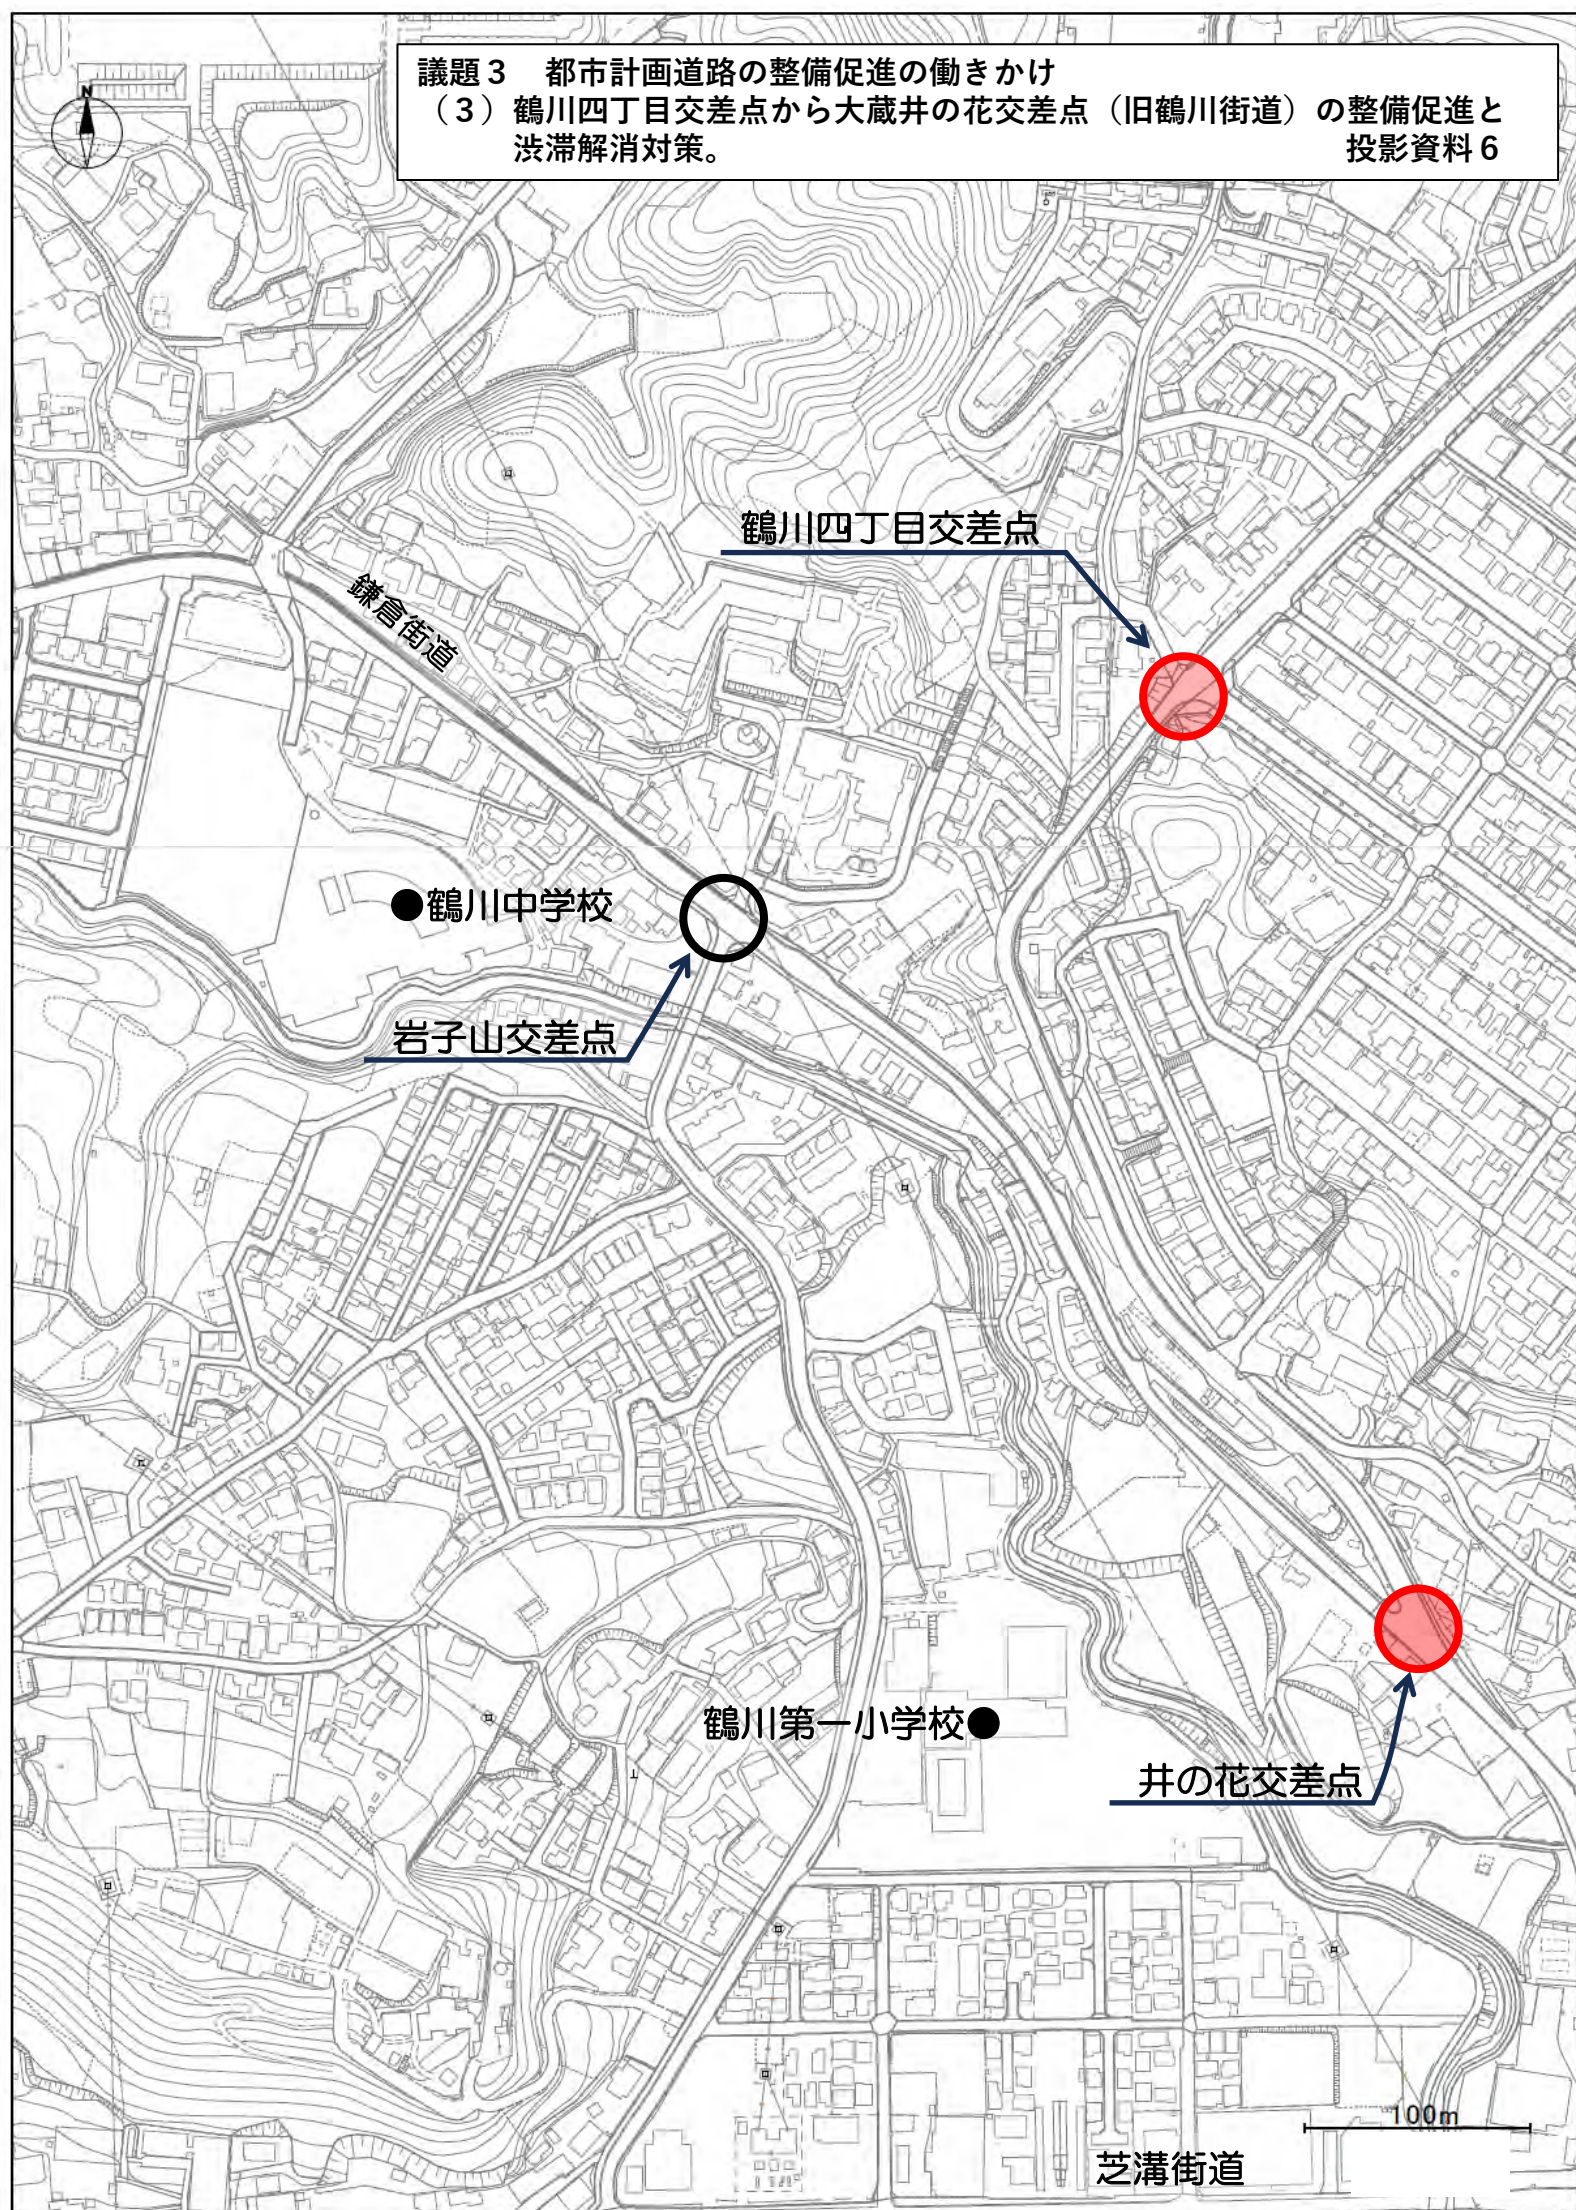 議題３　都市計画道路の整備促進の働きかけ
（３）鶴川四丁目交差点から大蔵井の花交差点（旧鶴川街道）の整備促進と
渋滞解消対策。　投影資料６
N
鶴川四丁目交差点
鎌倉街道
●鶴川中学校
岩子山交差点
鶴川第一小学校●
井の花交差点
100m
芝溝街道